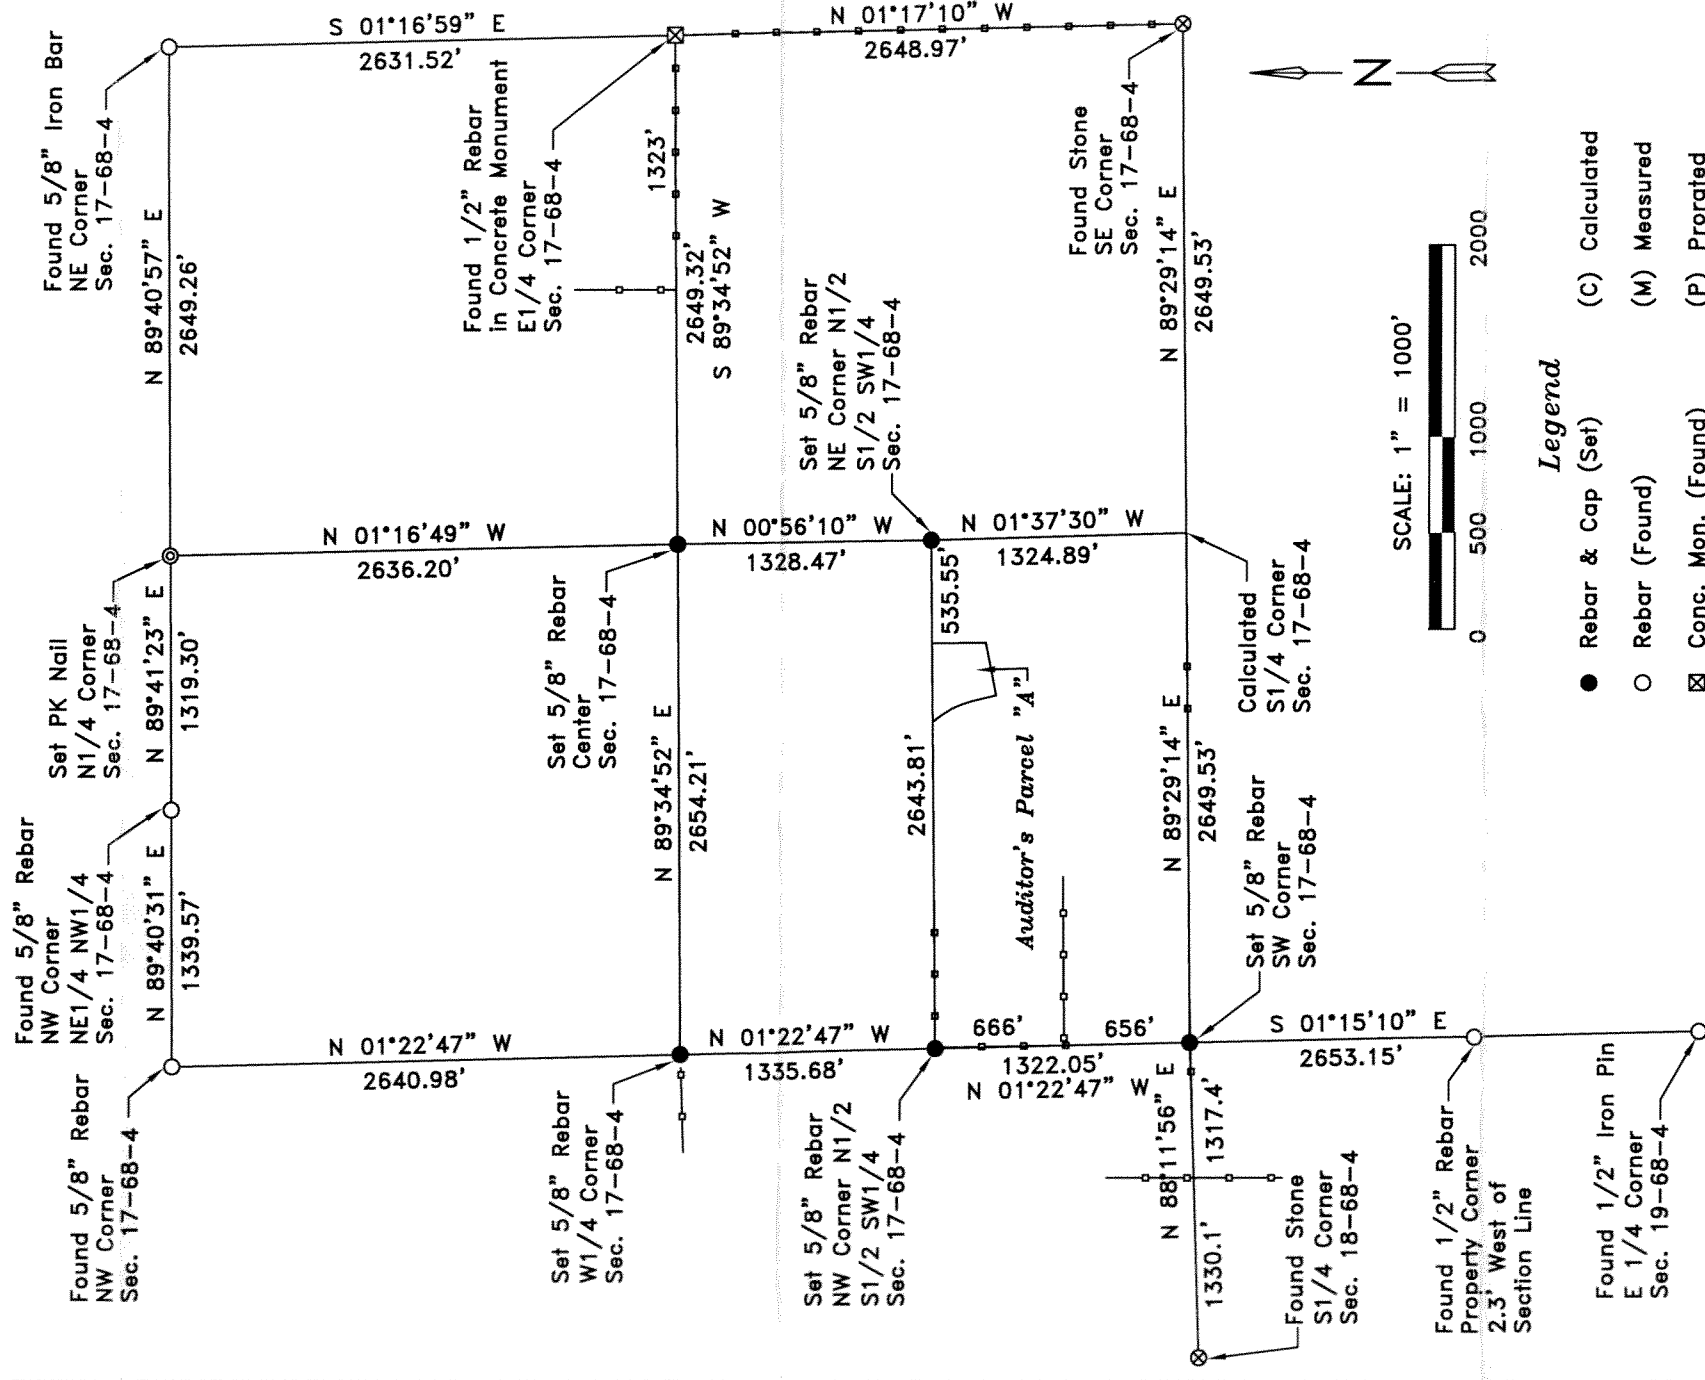 Found 5/8" Rebar
NW Corner
Sec. 17-68-4
Found 5/8" Rebar
NW Corner
NE1/4 NW1/4
Sec. 17-68-4
Set PK Nail
N1/4 Corner
Sec. 17-68-4
Found 5/8" Iron Bar
NE Corner
Sec. 17-68-4
N 89°40'31" E
1339.57'
N 89°41'23" E
1319.30'
N 89°40'57" E
2649.26'
N 01°22'47" W
2640.98'
N 01°16'49" W
2636.20'
S 01°16'59" E
2631.52'
Set 5/8" Rebar
W1/4 Corner
Sec. 17-68-4
Set 5/8" Rebar
Center
Sec. 17-68-4
Found 1/2" Rebar
in Concrete Monument
E1/4 Corner
Sec. 17-68-4
N 89°34'52" E
2654.21'
1323'
2649.32'
S 89°34'52" W
N 01°22'47" W
1335.68'
N 00°56'10" W
1328.47'
N 01°17'10" W
2648.97'
Set 5/8" Rebar
NW Corner N1/2
S1/2 SW1/4
Sec. 17-68-4
Set 5/8" Rebar
NE Corner N1/2
S1/2 SW1/4
Sec. 17-68-4
2643.81'
535.55'
Auditor's Parcel "A"
666'
656'
1322.05'
N 01°22'47" W
N 01°37'30" W
1324.89'
Found Stone
SE Corner
Sec. 17-68-4
N 88°11'56" E
1330.1'
1317.4'
N 89°29'14" E
2649.53'
N 89°29'14" E
2649.53'
Found Stone
S1/4 Corner
Sec. 18-68-4
Set 5/8" Rebar
SW Corner
Sec. 17-68-4
Calculated
S1/4 Corner
Sec. 17-68-4
S 01°15'10" E
2653.15'
Found 1/2" Rebar
Property Corner
2.3' West of
Section Line
Found 1/2" Iron Pin
E 1/4 Corner
Sec. 19-68-4
N
SCALE: 1" = 1000'
0 500 1000 2000
Legend
Rebar & Cap (Set)
(C) Calculated
Rebar (Found)
(M) Measured
Conc. Mon. (Found)
(P) Prorated